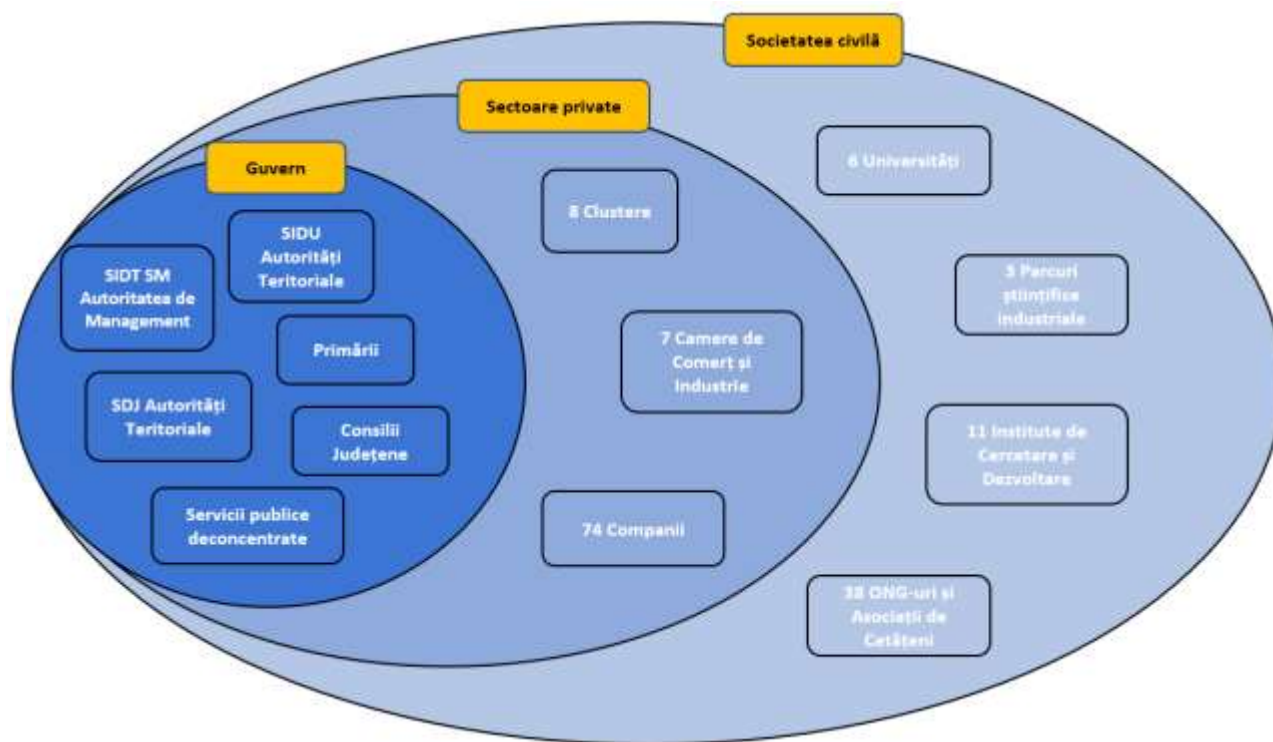 Societatea civilă
Sectoare private
Guvern
SIDU
Autorități
Teritoriale
SIDT SM
Autoritatea de
Management
Primării
SDJ Autorități
Teritoriale
Consilii
Județene
Servicii publice
deconcentrate
8 Clustere
7 Camere de
Comerț și
Industrie
74 Companii
6 Universități
Parcuri
științifice
industriale
11 Institute de
Cercetare și
Dezvoltare
38 ONG-uri și
Asociații de
Cetățeni